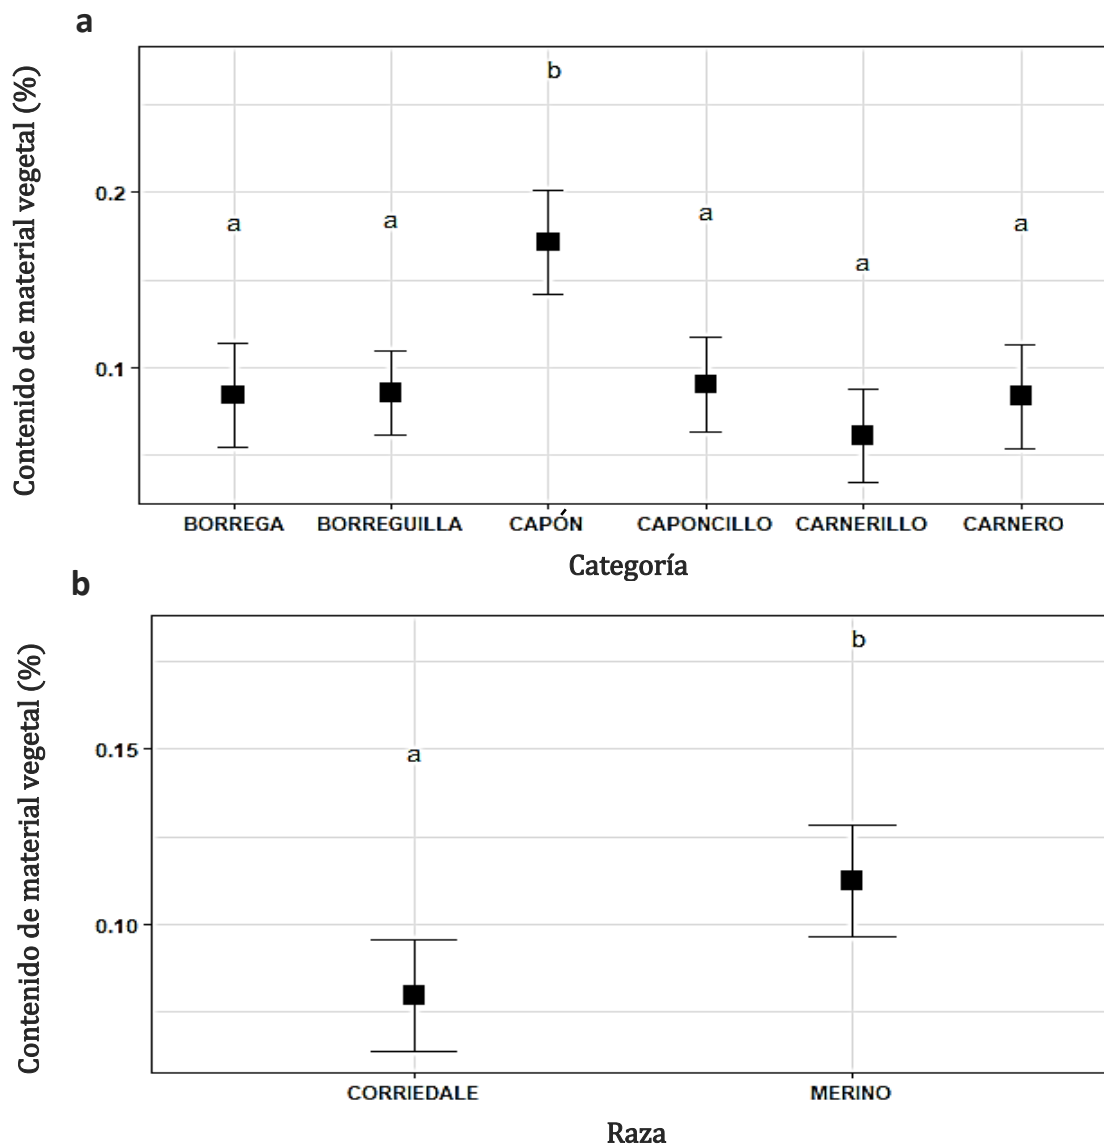 a
Contenido de material vegetal (%)
b
0.2
a
a
a
a
a
0.1
BORREGA BORREGUILLA CAPÓN CAPONCILLO CARNERILLO CARNERO
Categoría
b
Contenido de material vegetal (%)
b
0.15
a
0.10
CORRIEDALE MERINO
Raza